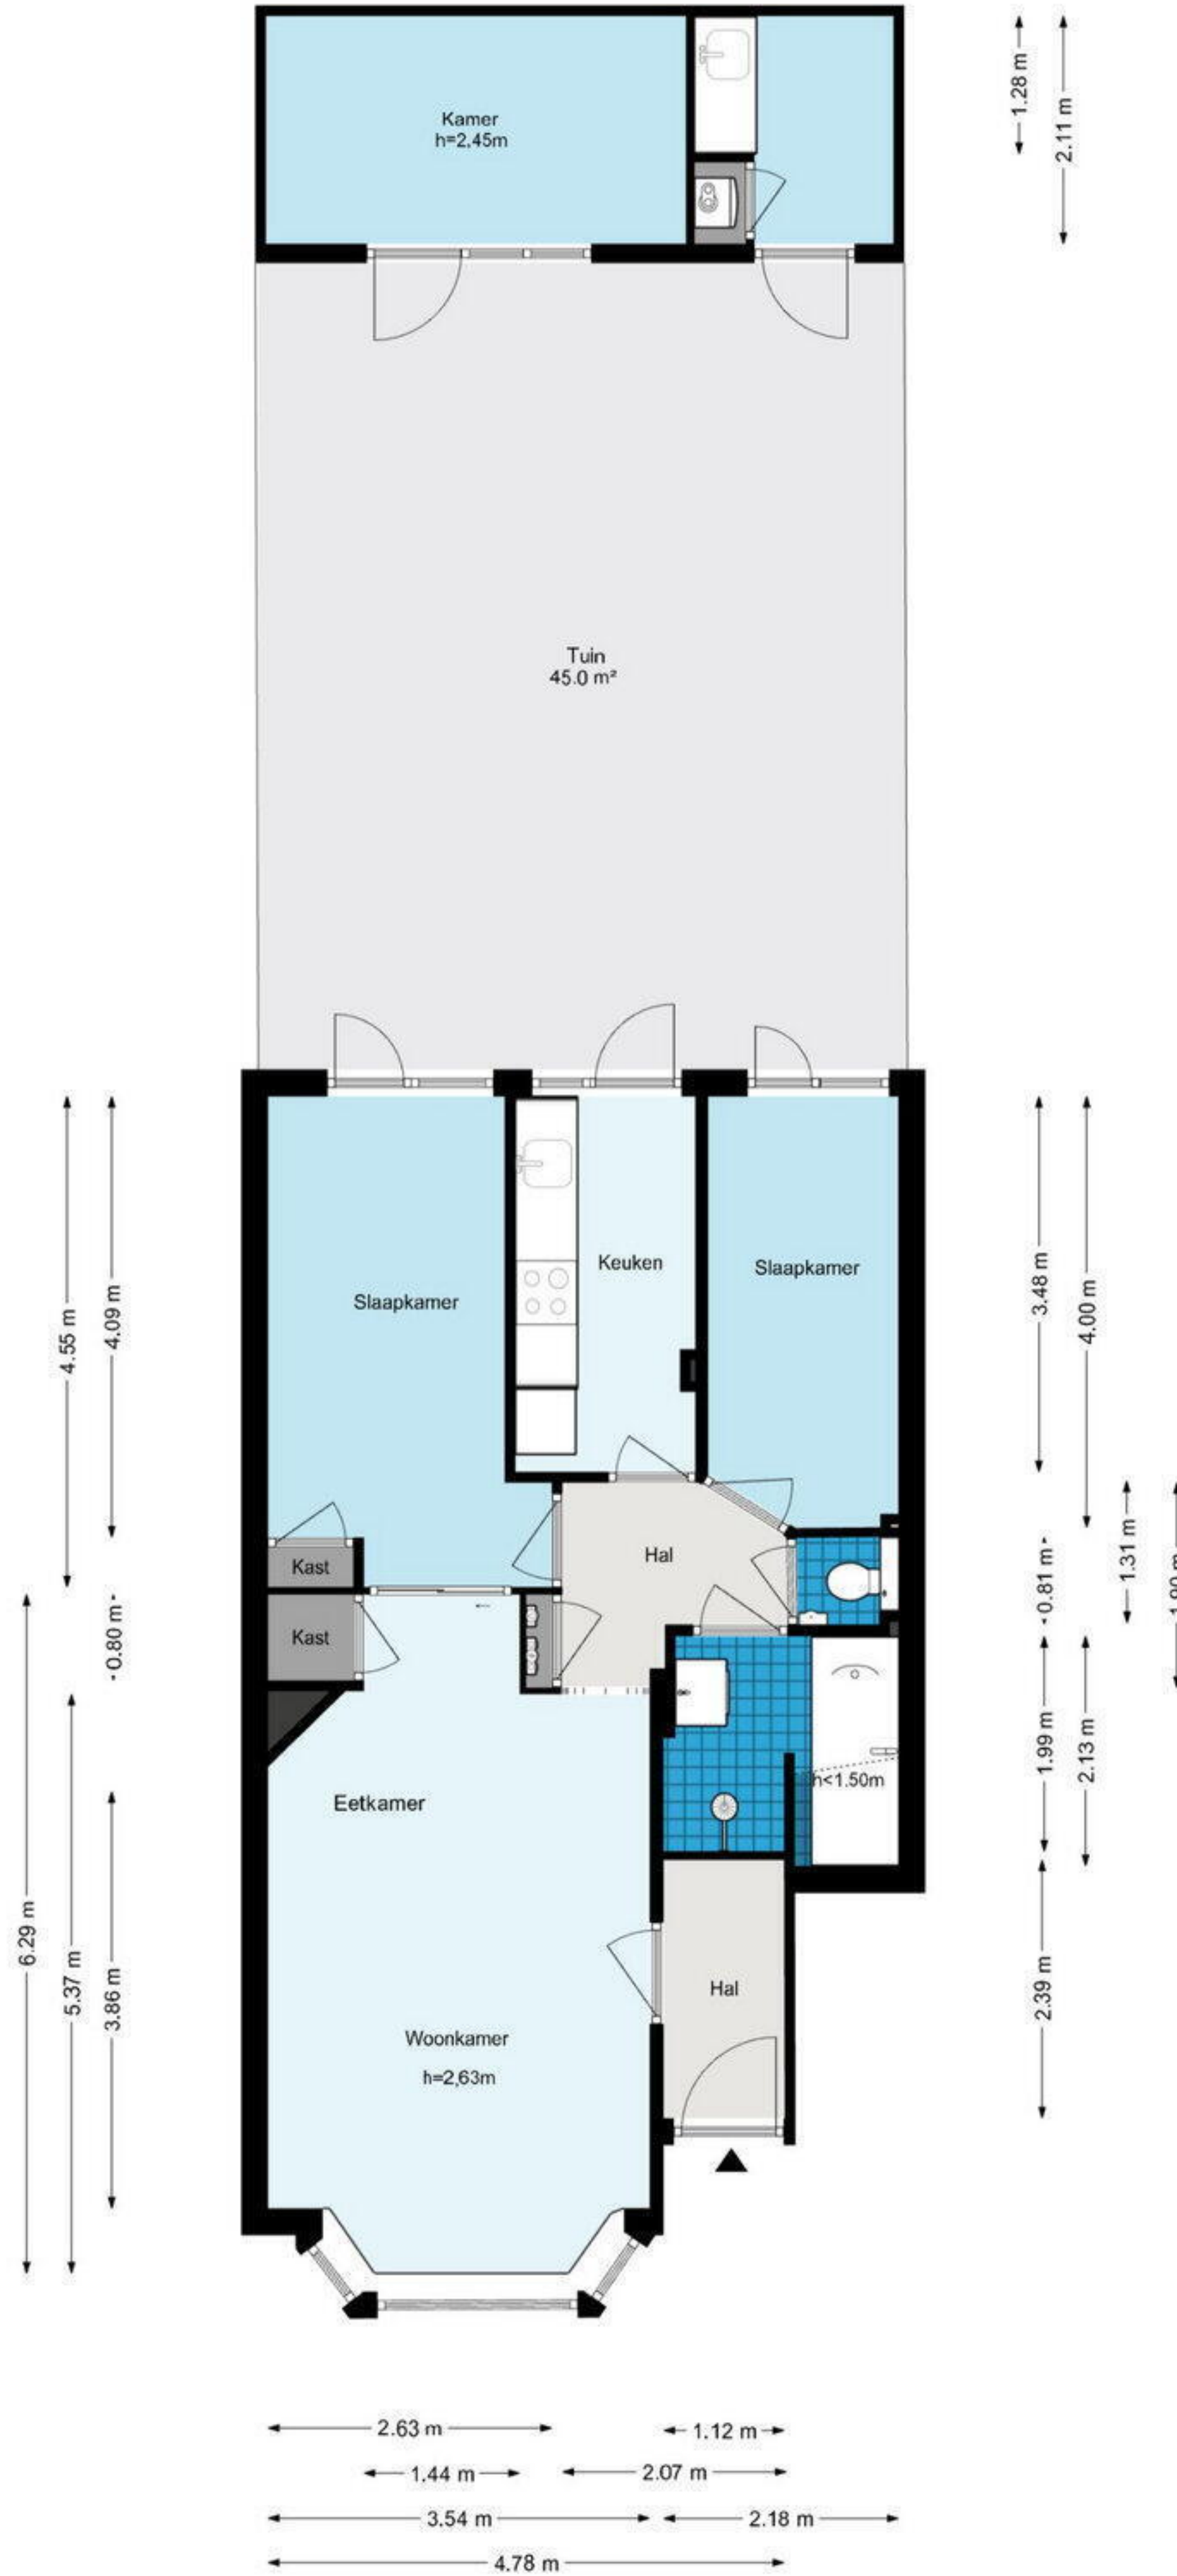 Kamer
h=2,45m
1.28 m
2.11 m
Tuin
45.0 m²
4.55 m
4.09 m
Slaapkamer
Keuken
Slaapkamer
3.48 m
4.00 m
Kast
Hal
0.81 m
1.31 m
Kast
0.80 m
6.29 m
5.37 m
3.86 m
Eetkamer
h<1.50m
1.99 m
2.13 m
Hal
2.39 m
Woonkamer
h=2,63m
2.63 m
1.12 m
1.44 m
2.07 m
3.54 m
2.18 m
4.78 m